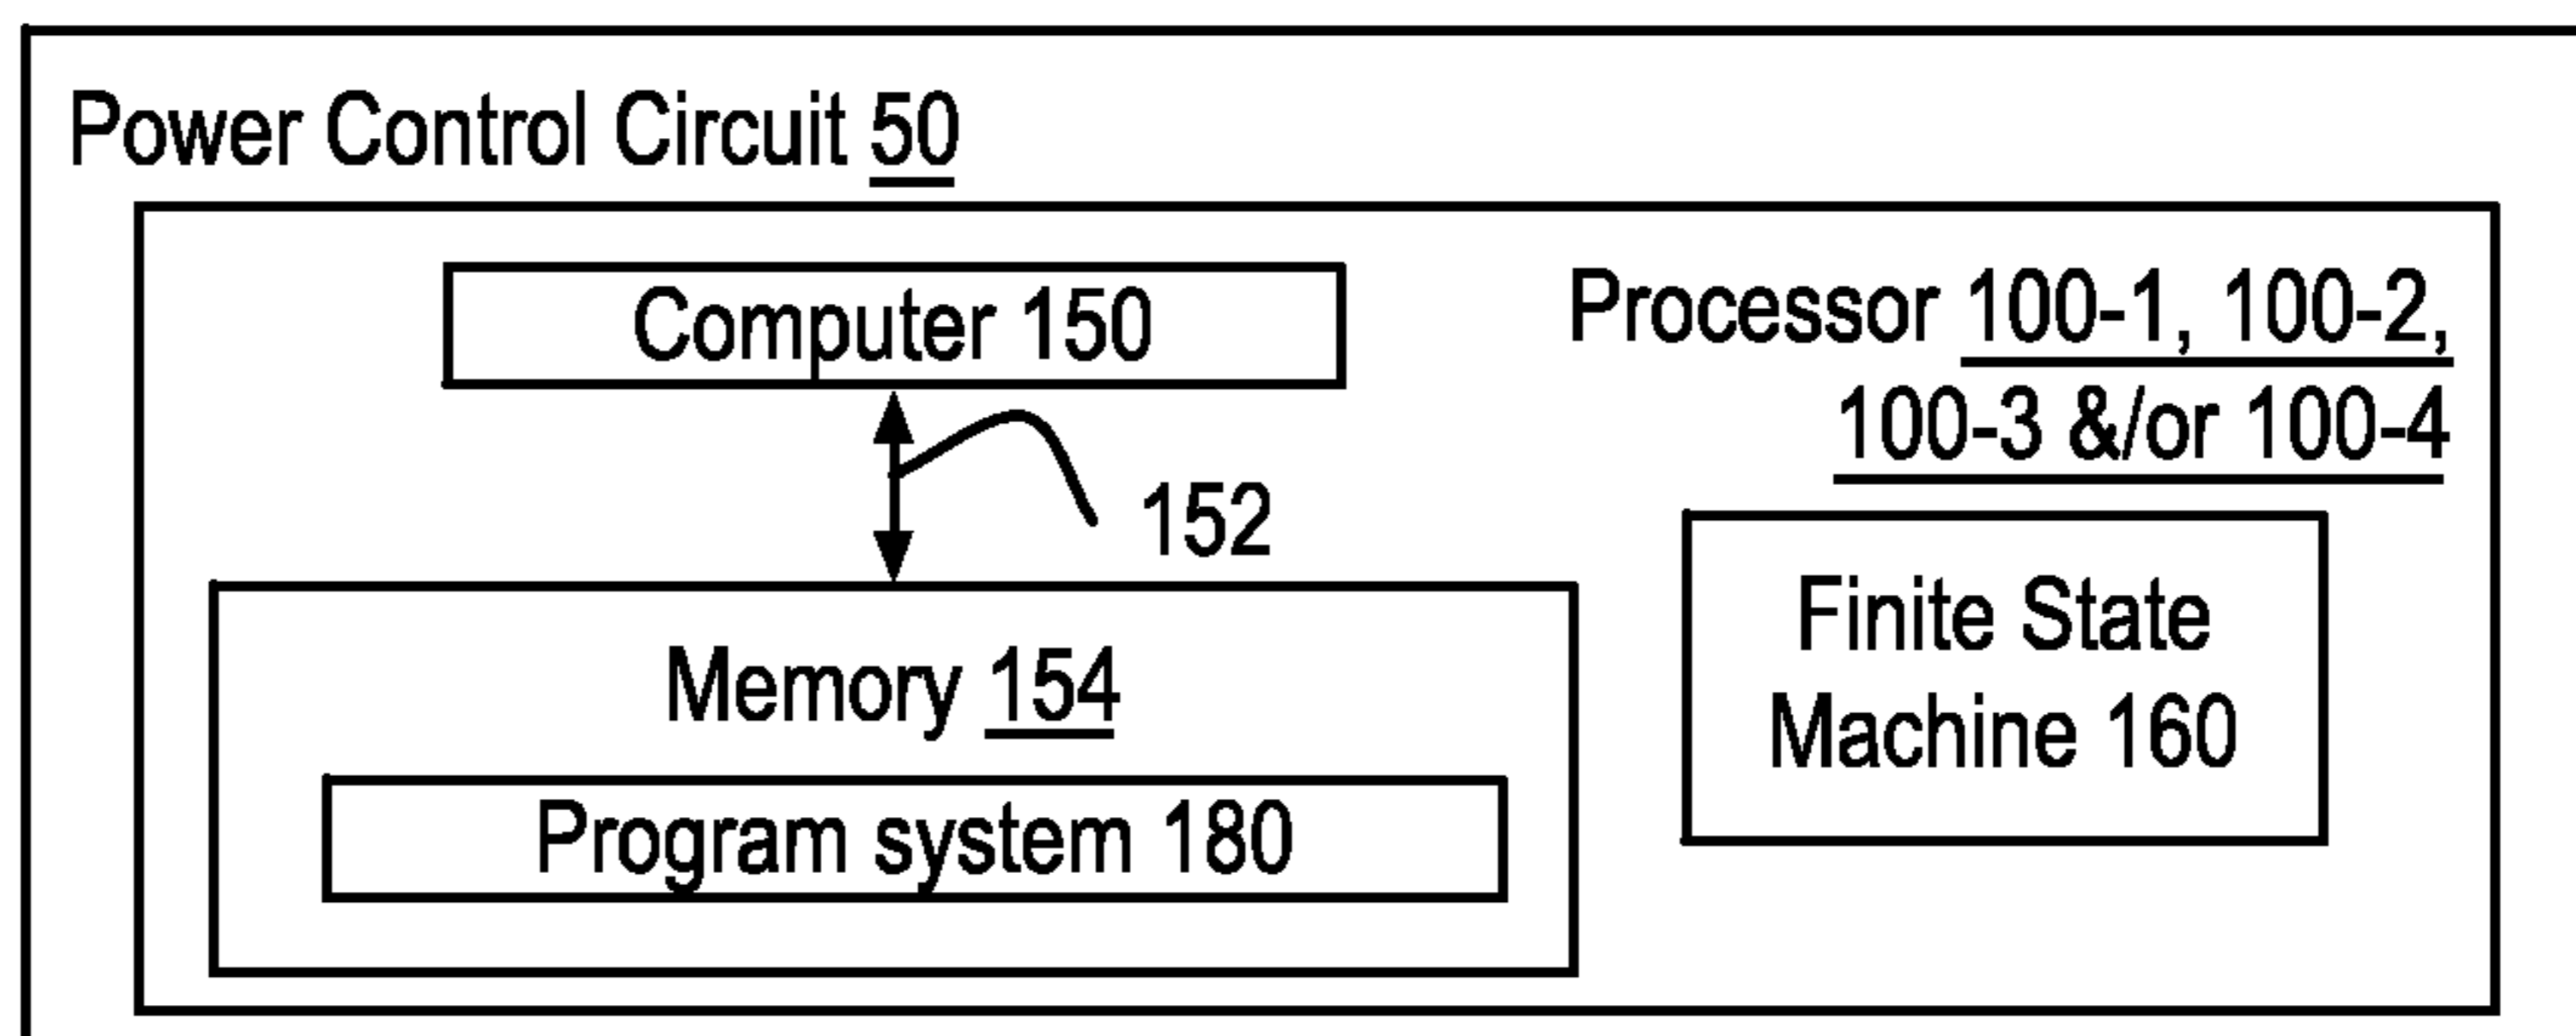 Power Control Circuit 50
Computer 150
Processor 100-1, 100-2,
100-3 &/or 100-4
152
Finite State
Machine 160
Memory 154
Program system 180